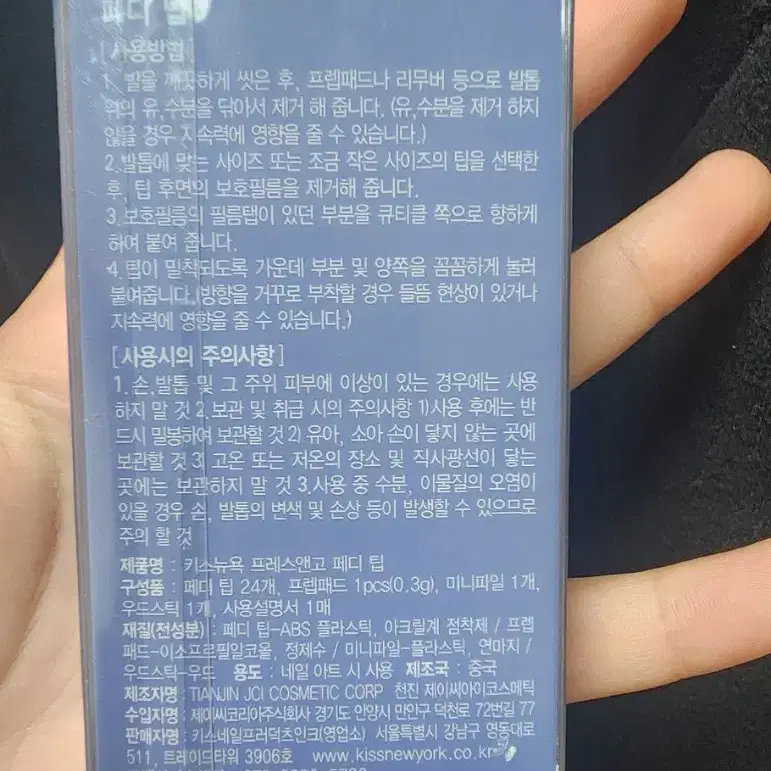 페디
[사용방법]
1. 발을 깨끗하게 씻은 후, 프렙패드나 리무버 등으로 발톱
위의 유,수분을 닦아서 제거 해 줍니다. (유,수분을 제거 하지
않을 경우 지속력에 영향을 줄 수 있습니다.)
2.발톱에 맞는 사이즈 또는 조금 작은 사이즈의 팁을 선택한
후, 팁 후면의 보호필름을 제거해 줍니다.
3.보호필름의 필름탭이 있던 부분을 큐티클 쪽으로 향하게
하여 붙여 줍니다.
4.팁이 밀착되도록 가운데 부분 및 양쪽을 꼼꼼하게 눌러
붙여줍니다.(방향을 거꾸로 부착할 경우 들뜸 현상이 있거나
지속력에 영향을 줄 수 있습니다.)
[사용시의 주의사항]
1.손,발톱 및 그 주위 피부에 이상이 있는 경우에는 사용
하지 말 것 2.보관 및 취급 시의 주의사항 1)사용 후에는 반
드시 밀봉하여 보관할 것 2) 유아, 소아 손이 닿지 않는 곳에
보관할 것 3) 고온 또는 저온의 장소 및 직사광선이 닿는
곳에는 보관하지 말 것 3.사용 중 수분, 이물질의 오염이
있을 경우 손, 발톱의 변색 및 손상 등이 발생할 수 있으므로
주의 할 것
제품명 : 키스뉴욕 프레스앤고 페디 팁
구성품 : 페디 팁 24개, 프렙패드 1pcs(0.3g), 미니파일 1개,
우드스틱 1개, 사용설명서 1매
재질(전성분) : 페디 팁-ABS 플라스틱, 아크릴계 점착제 / 프렙
패드-이소프로필알코올, 정제수 / 미니파일-플라스틱, 연마지 /
우드스틱-우드 용도 : 네일 아트 시 사용 제조국 : 중국
제조자명 : TIANJIN JCI COSMETIC CORP 천진 제이씨아이코스메틱
수입자명 : 제이씨코리아주식회사 경기도 안양시 만안구 덕천로 72번길 77
판매자명 : 키스네일프러덕츠인크(영업소) 서울특별시 강남구 영동대로
511, 트레이드타워 3906호 www.kissnewyork.co.kr